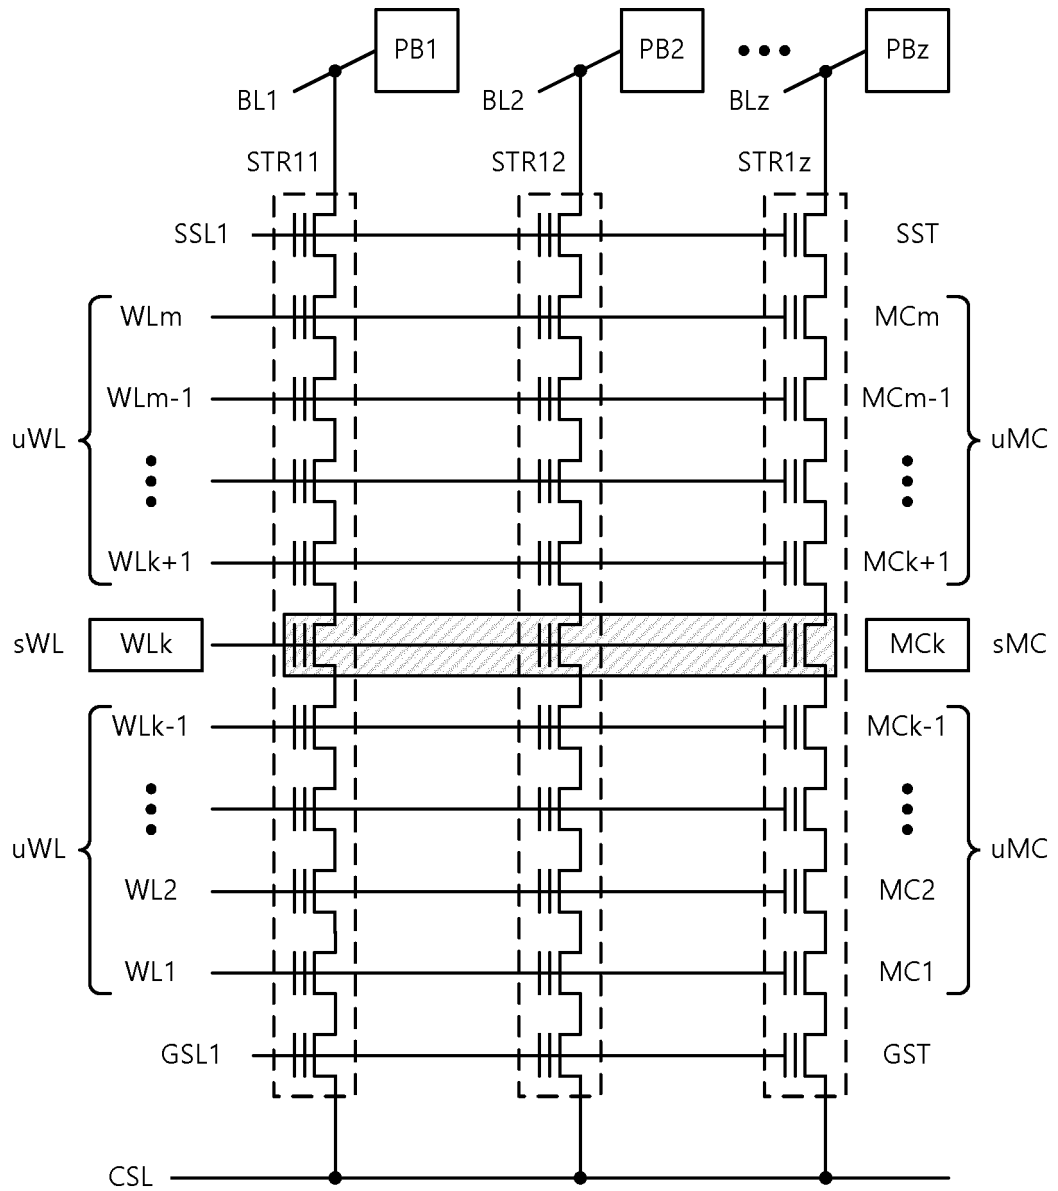 PB1 PB2 PBz
BL1 BL2 BLz
STR11 STR12 STR1z
SSL1 SST
WLm MCm
WLm-1 MCm-1
uWL uMC
WLk+1 MCk+1
sWL WLk MCk sMC
WLk-1 MCk-1
uWL uMC
WL2 MC2
WL1 MC1
GSL1 GST
CSL